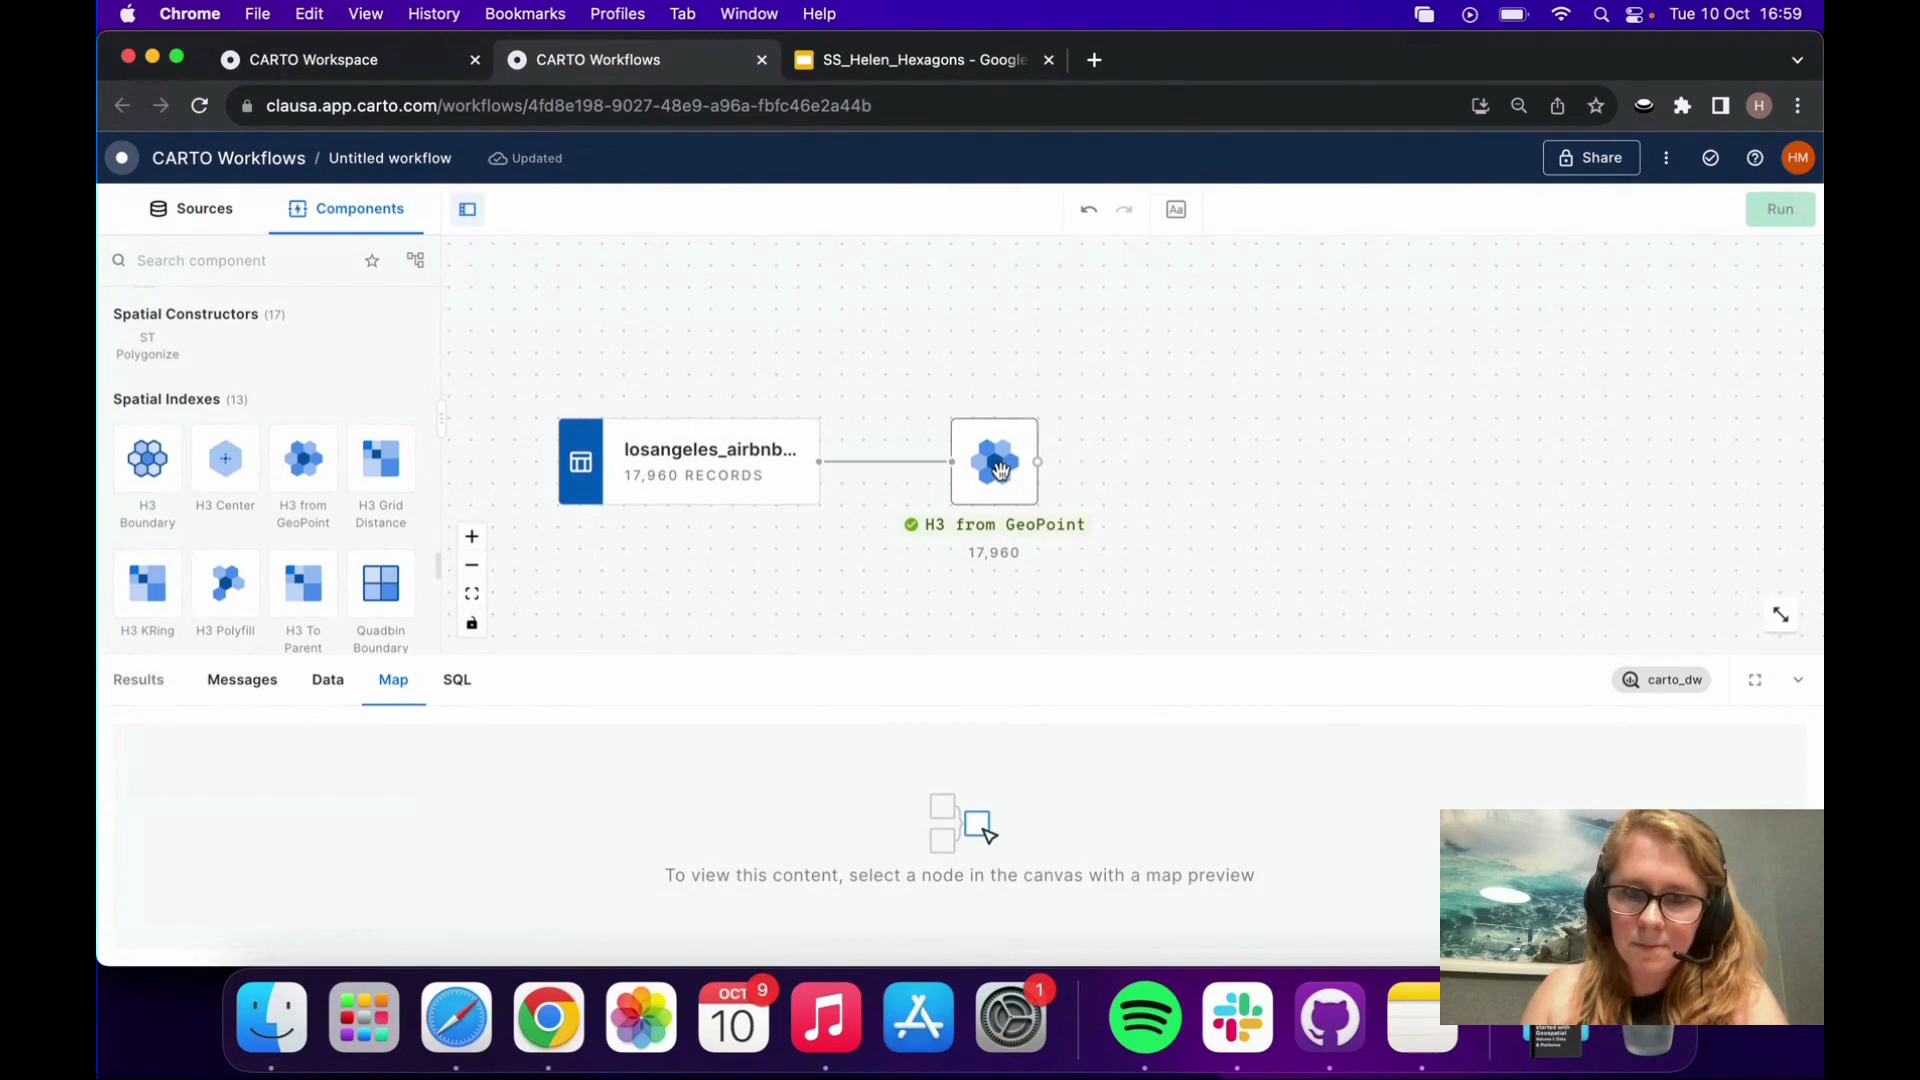 Chrome File Edit View History Bookmarks Profiles Tab Window Help Tue 10 Oct 16:59
CARTO Workspace CARTO Workflows SS_Helen_Hexagons - Google
clausa.app.carto.com/workflows/4fd8e198-9027-48e9-a96a-fbfc46e2a44b H
CARTO Workflows / Untitled workflow Updated Share HM
Sources Components Aa Run
Search component
Spatial Constructors (17)
ST
Polygonize
Spatial Indexes (13)
H3
Boundary
H3 Center
H3 from
GeoPoint
H3 Grid
Distance
H3 KRing
H3 Polyfill
H3 To
Parent
Quadbin
Boundary
losangeles_airbnb...
17,960 RECORDS
H3 from GeoPoint
17,960
Results Messages Data Map SQL carto_dw
To view this content, select a node in the canvas with a map preview
OCT 9
10
1
started with
Geospatial